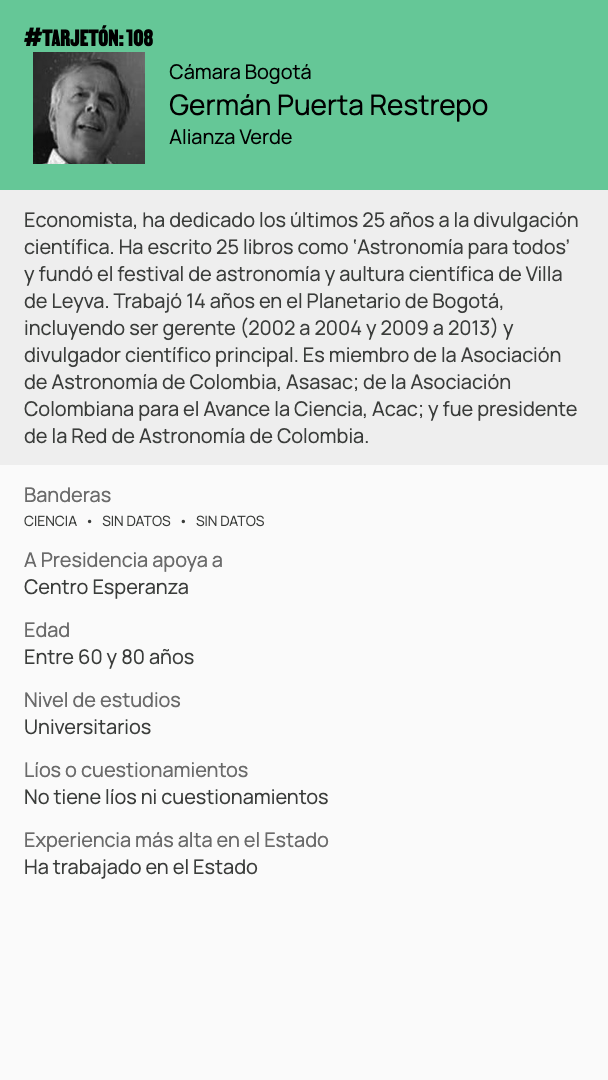 #TARJETÓN: 108
Cámara Bogotá
Germán Puerta Restrepo
Alianza Verde
Economista, ha dedicado los últimos 25 años a la divulgación
científica. Ha escrito 25 libros como ‘Astronomía para todos’
y fundó el festival de astronomía y aultura científica de Villa
de Leyva. Trabajó 14 años en el Planetario de Bogotá,
incluyendo ser gerente (2002 a 2004 y 2009 a 2013) y
divulgador científico principal. Es miembro de la Asociación
de Astronomía de Colombia, Asasac; de la Asociación
Colombiana para el Avance la Ciencia, Acac; y fue presidente
de la Red de Astronomía de Colombia.
Banderas
CIENCIA • SIN DATOS • SIN DATOS
A Presidencia apoya a
Centro Esperanza
Edad
Entre 60 y 80 años
Nivel de estudios
Universitarios
Líos o cuestionamientos
No tiene líos ni cuestionamientos
Experiencia más alta en el Estado
Ha trabajado en el Estado